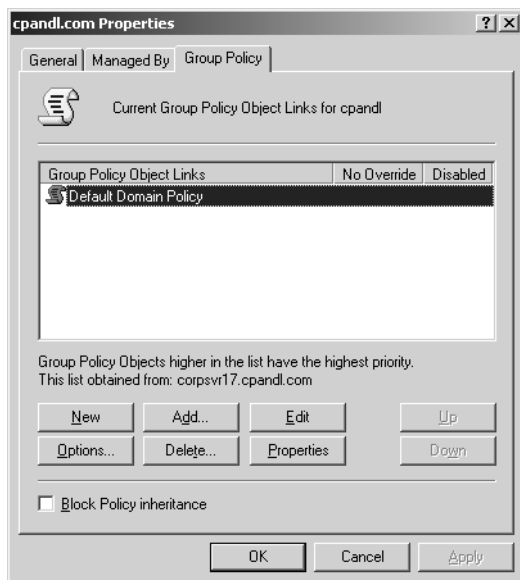 cpandl.com Properties
General Managed By Group Policy
Current Group Policy Object Links for cpandl
Group Policy Object Links No Override Disabled
Default Domain Policy
Group Policy Objects higher in the list have the highest priority.
This list obtained from: corpsvr17.cpandl.com
New Add... Edit Up
Options... Delete... Properties Down
Block Policy inheritance
OK Cancel Apply